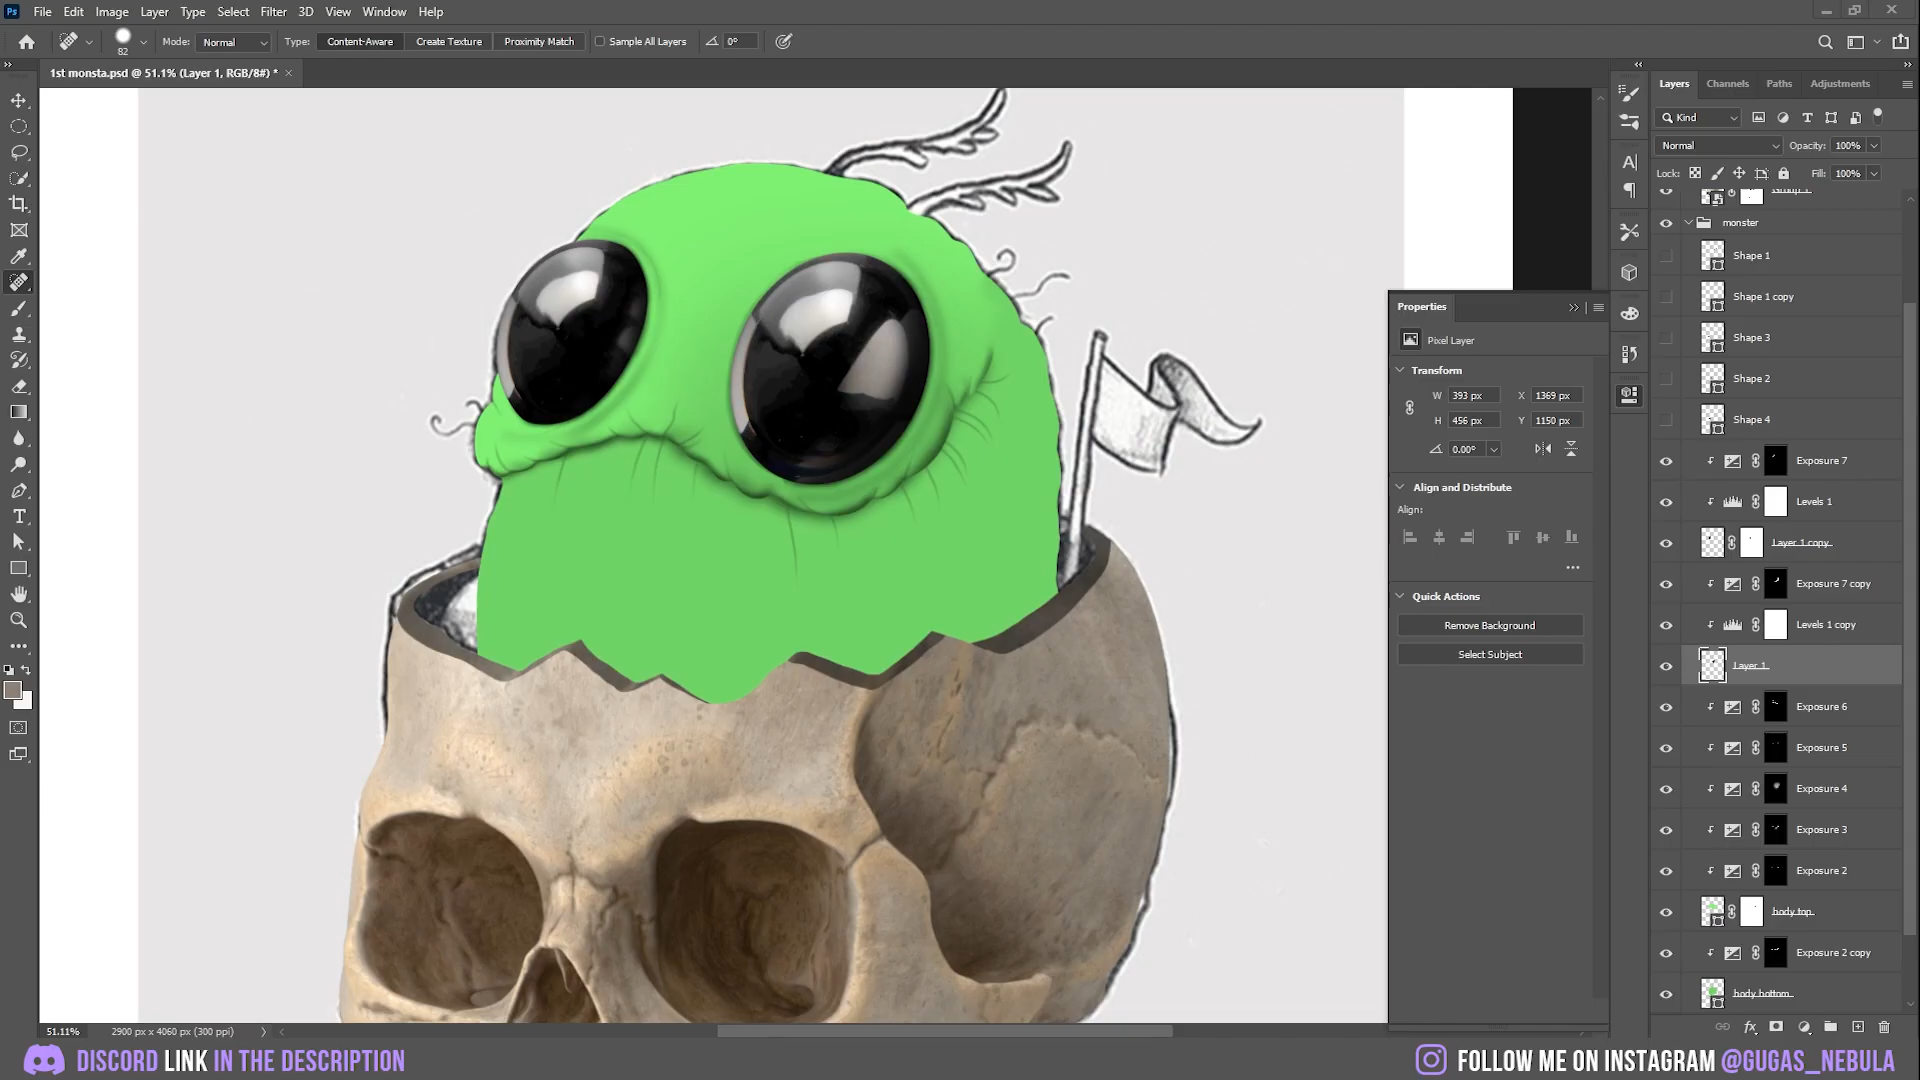 Ps File Edit Image Layer Type Select Filter 3D View Window Help
82 Mode: Normal Type: Content-Aware Create Texture Proximity Match Sample All Layers 0°
1st monsta.psd @ 51.1% (Layer 1, RGB/8#) * ×
Layers Channels Paths Adjustments
Kind
Normal Opacity: 100%
Lock: Fill: 100%
Group 1
monster
Shape 1
Shape 1 copy
Shape 3
Shape 2
Shape 4
Exposure 7
Levels 1
Layer 1 copy
Exposure 7 copy
Levels 1 copy
Layer 1
Exposure 6
Exposure 5
Exposure 4
Exposure 3
Exposure 2
body top
Exposure 2 copy
body bottom
Properties
Pixel Layer
Transform
W 393 px X 1369 px
H 456 px Y 1150 px
0.00°
Align and Distribute
Align:
Quick Actions
Remove Background
Select Subject
51.11% 2900 px x 4060 px (300 ppi)
DISCORD LINK IN THE DESCRIPTION
FOLLOW ME ON INSTAGRAM @GUGAS_NEBULA